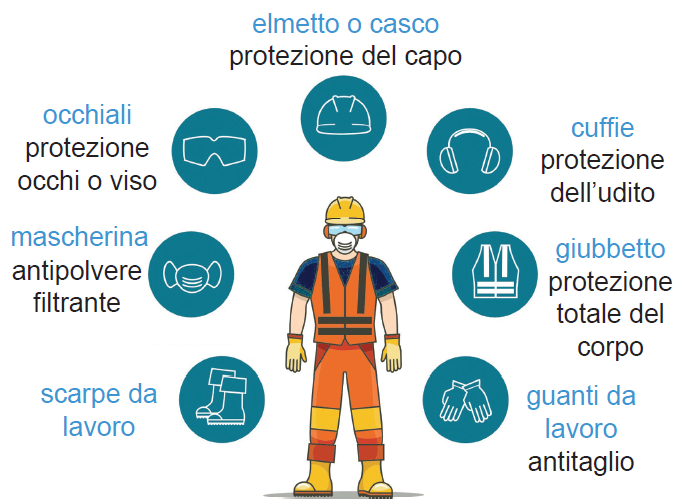 elmetto o casco
protezione del capo
occhiali
protezione
occhi o viso
cuffie
protezione
dell’udito
mascherina
antipolvere
filtrante
giubbetto
protezione
totale del
corpo
scarpe da
lavoro
guanti da
lavoro
antitaglio